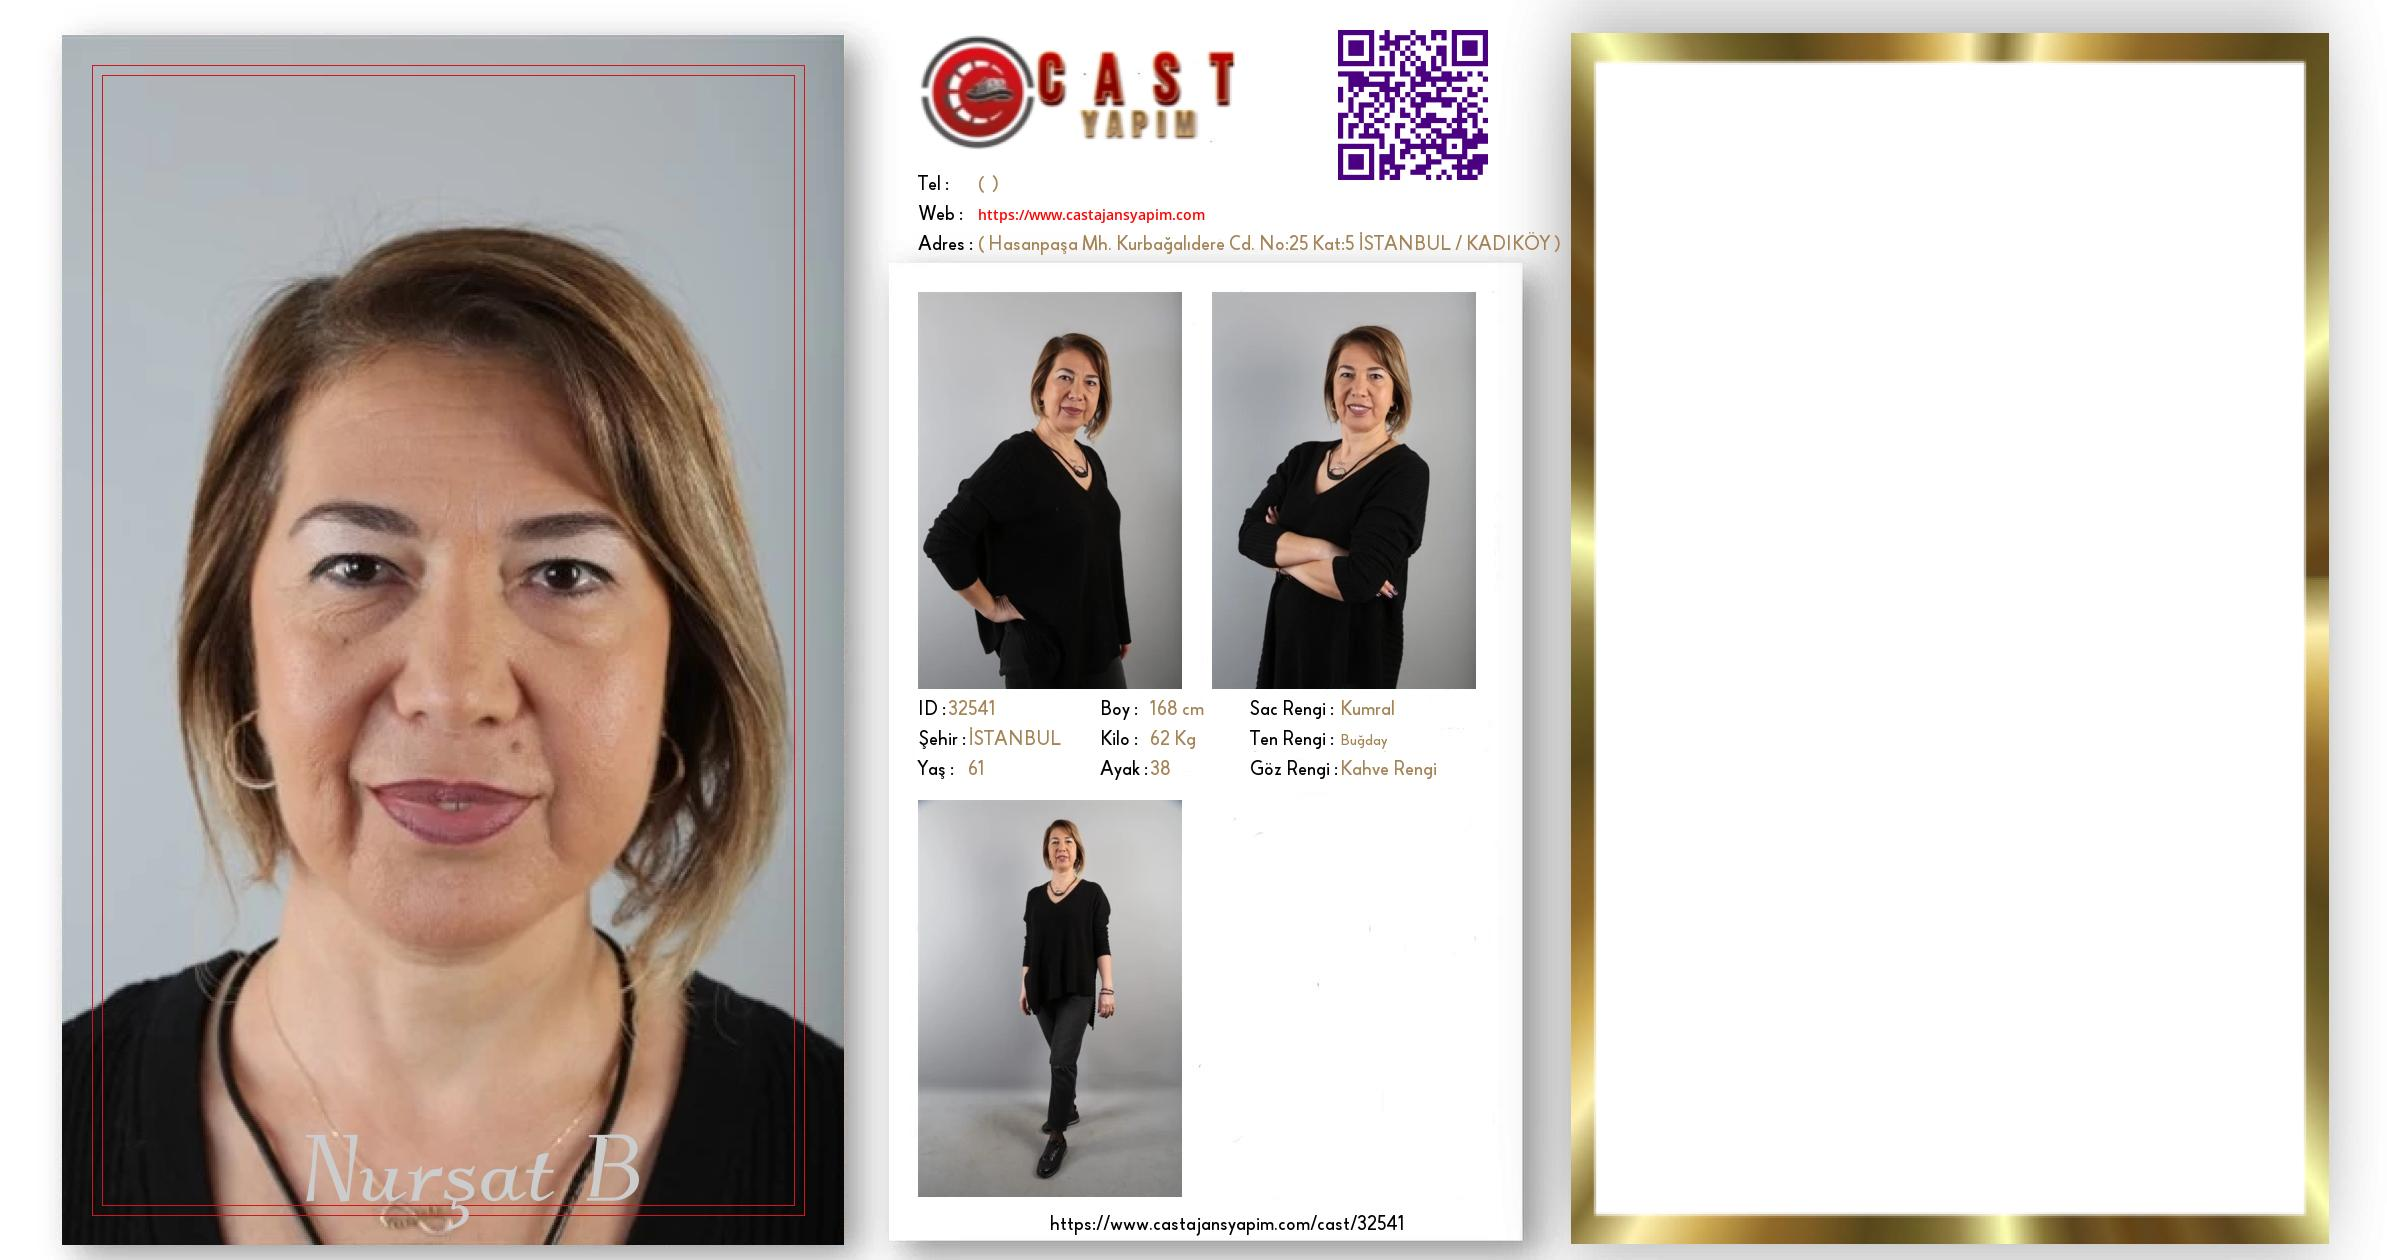 Nurşat B
CAST
YAPIM
Tel : ( )
Web : https://www.castajansyapim.com
Adres : ( Hasanpaşa Mh. Kurbağalıdere Cd. No:25 Kat:5 İSTANBUL / KADIKÖY )
ID : 32541 Boy : 168 cm Sac Rengi : Kumral
Şehir : İSTANBUL Kilo : 62 Kg Ten Rengi : Buğday
Yaş : 61 Ayak : 38 Göz Rengi : Kahve Rengi
https://www.castajansyapim.com/cast/32541